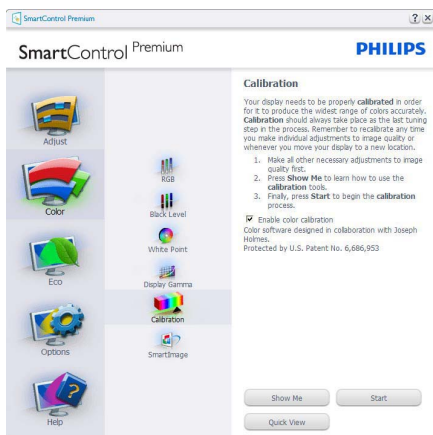 SmartControl Premium
SmartControl Premium
PHILIPS
Adjust
Color
Eco
Options
Help
RGB
Black Level
White Point
Display Gamma
Calibration
SmartImage
Calibration
Your display needs to be properly calibrated in order
for it to produce the widest range of colors accurately.
Calibration should always take place as the last tuning
step in the process. Remember to recalibrate any time
you make individual adjustments to image quality or
whenever you move your display to a new location.
1. Make all other necessary adjustments to image
quality first.
2. Press Show Me to learn how to use the
calibration tools.
3. Finally, press Start to begin the calibration
process.
Enable color calibration
Color software designed in collaboration with Joseph
Holmes.
Protected by U.S. Patent No. 6,686,953
Show Me
Start
Quick View